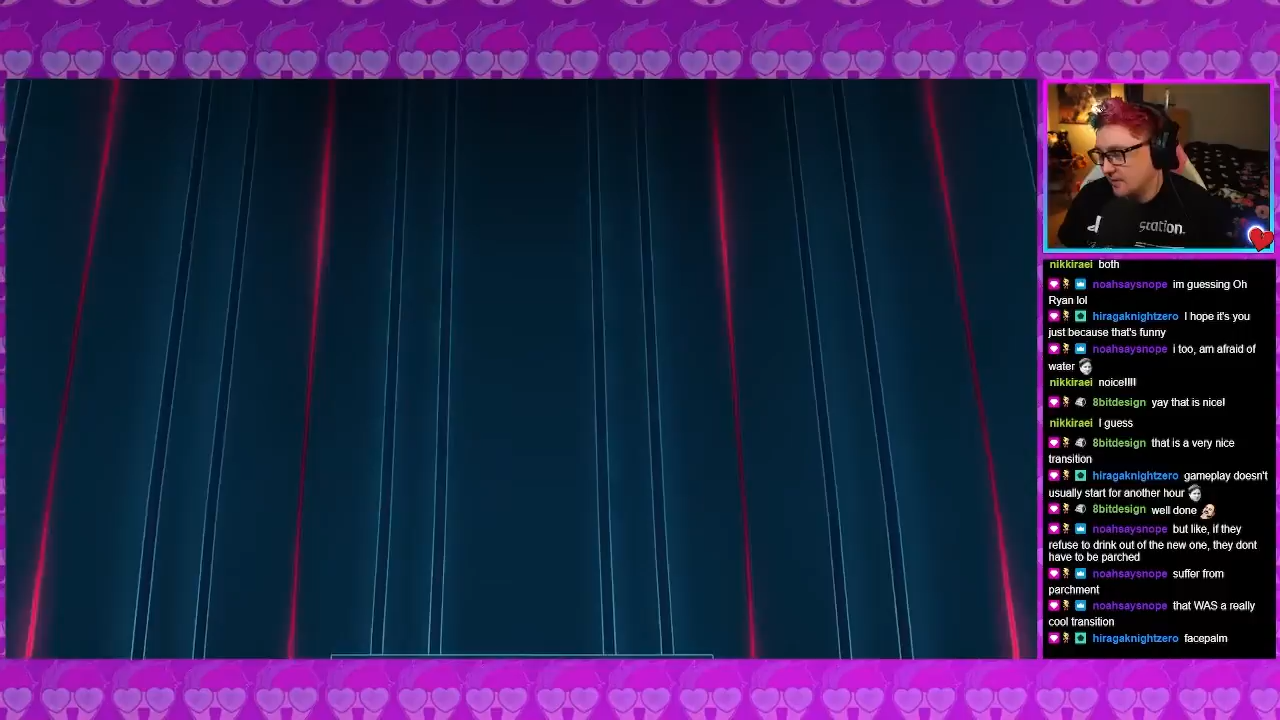 station.
nikkiraei both
noahsaysnope im guessing Oh
Ryan lol
hiragaknightzero I hope it's you
just because that's funny
noahsaysnope i too, am afraid of
water
nikkiraei noice!!!!
8bitdesign yay that is nice!
nikkiraei I guess
8bitdesign that is a very nice
transition
hiragaknightzero gameplay doesn't
usually start for another hour
8bitdesign well done
noahsaysnope but like, if they
refuse to drink out of the new one, they dont
have to be parched
noahsaysnope suffer from
parchment
noahsaysnope that WAS a really
cool transition
hiragaknightzero facepalm